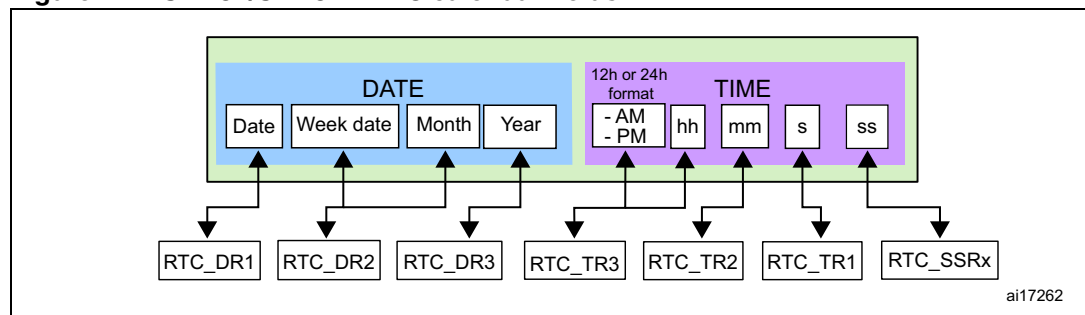 12h or 24h
format
DATE
TIME
Date
Week date
Month
Year
- AM
- PM
hh
mm
s
ss
RTC_DR1
RTC_DR2
RTC_DR3
RTC_TR3
RTC_TR2
RTC_TR1
RTC_SSRx
ai17262